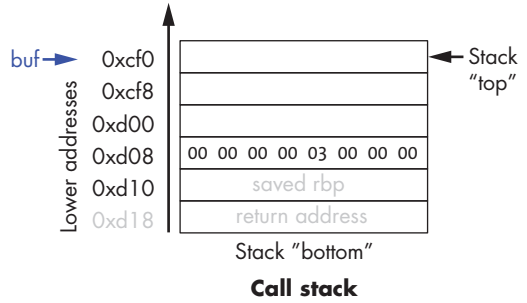 buf 0xcf0 Stack
"top"
0xcf8
0xd00
0xd08 00 00 00 00 03 00 00 00
0xd10 saved rbp
0xd18 return address
Lower addresses
Stack "bottom"
Call stack